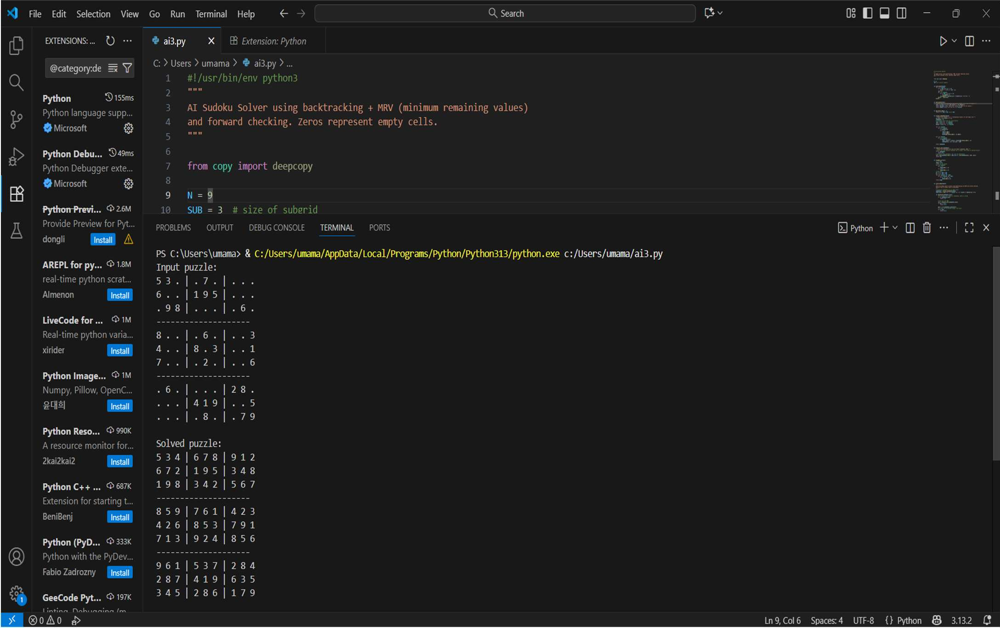 File Edit Selection View Go Run Terminal Help Search
EXTENSIONS: ...
@category:de
Python 155ms
Python language supp...
Microsoft
Python Debu... 49ms
Python Debugger exte...
Microsoft
Python Previ... 2.6M
Provide Preview for Pyt...
dongli Install
AREPL for py... 1.8M
real-time python scrat...
Almenon Install
LiveCode for ... 1M
Real-time python varia...
xirider Install
Python Image... 1M
Numpy, Pillow, OpenC...
윤대희 Install
Python Reso... 990K
A resource monitor for...
2kai2kai2 Install
Python C++ ... 687K
Extension for starting t...
BeniBenj Install
Python (PyD... 333K
Python with the PyDev...
Fabio Zadrozny Install
GeeCode Pyt... 197K
Linting, Debugging (m...
1
ai3.py Extension: Python
C: > Users > umama > ai3.py > ...
1 #!/usr/bin/env python3
2 """
3 AI Sudoku Solver using backtracking + MRV (minimum remaining values)
4 and forward checking. Zeros represent empty cells.
5 """
6
7 from copy import deepcopy
8
9 N = 9
10 SUB = 3 # size of subgrid
PROBLEMS OUTPUT DEBUG CONSOLE TERMINAL PORTS Python
PS C:\Users\umama> & C:/Users/umama/AppData/Local/Programs/Python/Python313/python.exe c:/Users/umama/ai3.py
Input puzzle:
5 3 . | . 7 . | . . .
6 . . | 1 9 5 | . . .
. 9 8 | . . . | . 6 .
--------------------
8 . . | . 6 . | . . 3
4 . . | 8 . 3 | . . 1
7 . . | . 2 . | . . 6
--------------------
. 6 . | . . . | 2 8 .
. . . | 4 1 9 | . . 5
. . . | . 8 . | . 7 9
Solved puzzle:
5 3 4 | 6 7 8 | 9 1 2
6 7 2 | 1 9 5 | 3 4 8
1 9 8 | 3 4 2 | 5 6 7
--------------------
8 5 9 | 7 6 1 | 4 2 3
4 2 6 | 8 5 3 | 7 9 1
7 1 3 | 9 2 4 | 8 5 6
--------------------
9 6 1 | 5 3 7 | 2 8 4
2 8 7 | 4 1 9 | 6 3 5
3 4 5 | 2 8 6 | 1 7 9
0 0 Ln 9, Col 6 Spaces: 4 UTF-8 {} Python 3.13.2